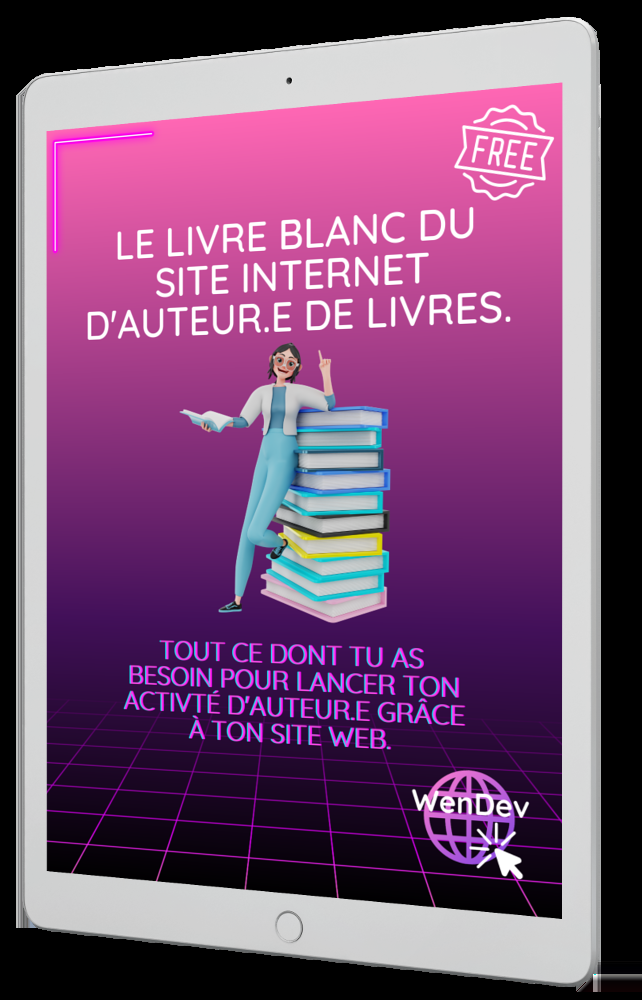 FREE
LE LIVRE BLANC DU
SITE INTERNET
D'AUTEUR.E DE LIVRES.
TOUT CE DONT TU AS
BESOIN POUR LANCER TON
ACTIVTÉ D'AUTEUR.E GRÂCE
À TON SITE WEB.
WenDev